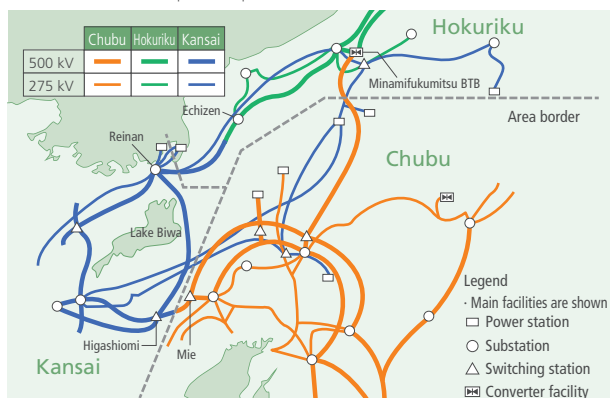 Chubu Hokuriku Kansai
500 kV
275 kV
Hokuriku
Minamifukumitsu BTB
Echizen
Area border
Reinan
Chubu
Lake Biwa
Legend
· Main facilities are shown
Power station
Substation
Higashiomi
Mie
Switching station
Kansai
Converter facility